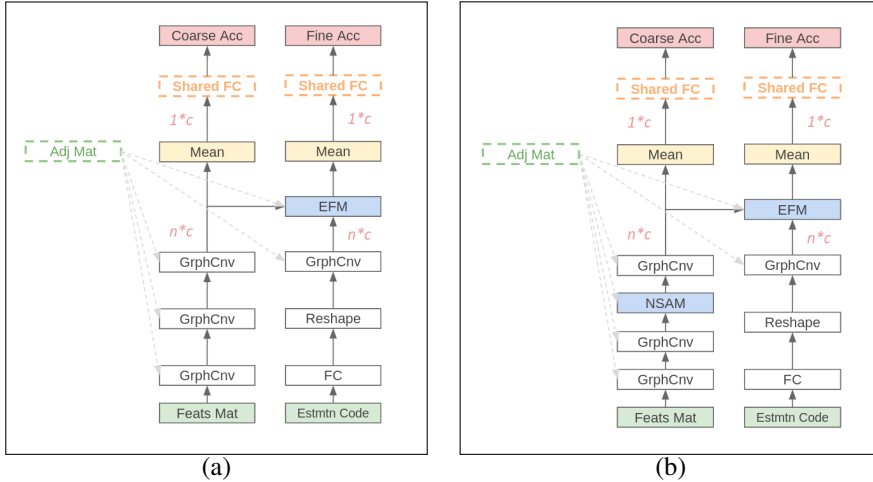 Coarse Acc
Fine Acc
Shared FC
Shared FC
1*c
1*c
Adj Mat
Mean
Mean
EFM
n*c
n*c
GrphCnv
GrphCnv
GrphCnv
Reshape
GrphCnv
FC
Feats Mat
Estmtn Code
(a)
Coarse Acc
Fine Acc
Shared FC
Shared FC
1*c
1*c
Adj Mat
Mean
Mean
EFM
n*c
n*c
GrphCnv
GrphCnv
NSAM
Reshape
GrphCnv
GrphCnv
FC
Feats Mat
Estmtn Code
(b)